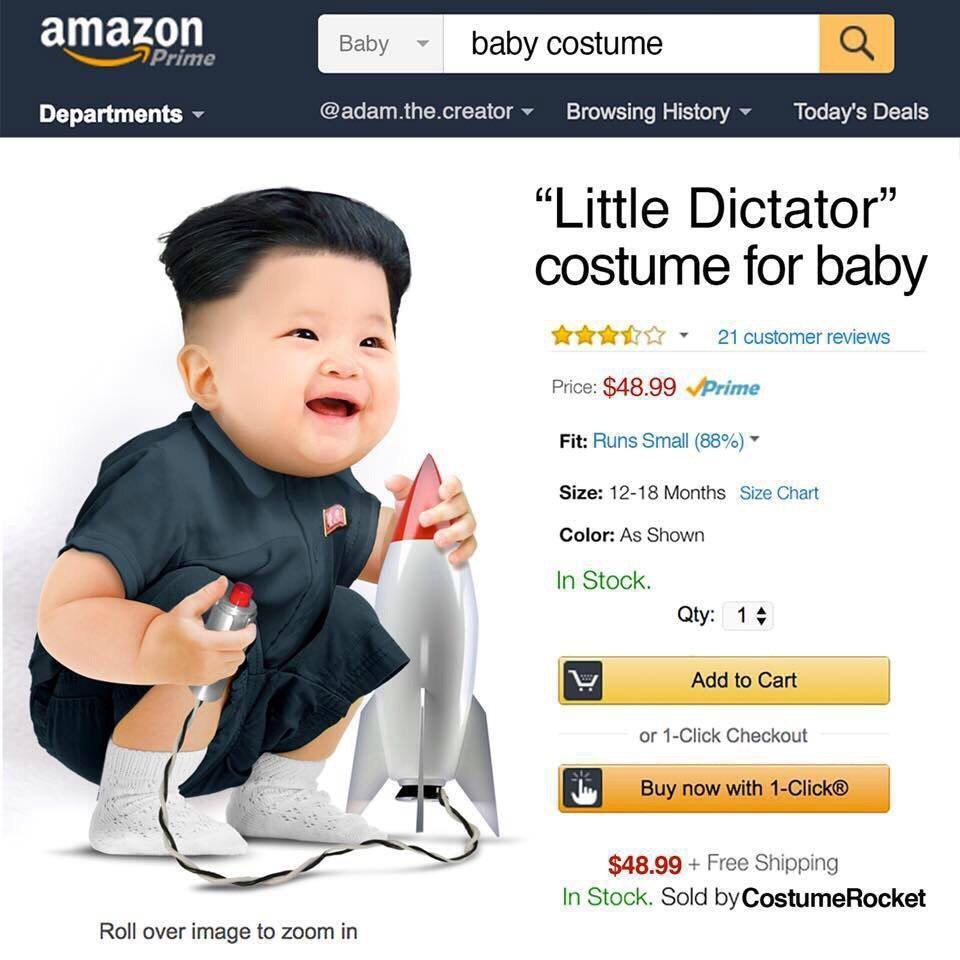 amazon
Prime
Baby
baby costume
Departments
@adam.the.creator
Browsing History
Today's Deals
“Little Dictator”
costume for baby
21 customer reviews
Price: $48.99 Prime
Fit: Runs Small (88%)
Size: 12-18 Months Size Chart
Color: As Shown
In Stock.
Qty: 1
Add to Cart
or 1-Click Checkout
Buy now with 1-Click®
$48.99 + Free Shipping
In Stock. Sold by CostumeRocket
Roll over image to zoom in